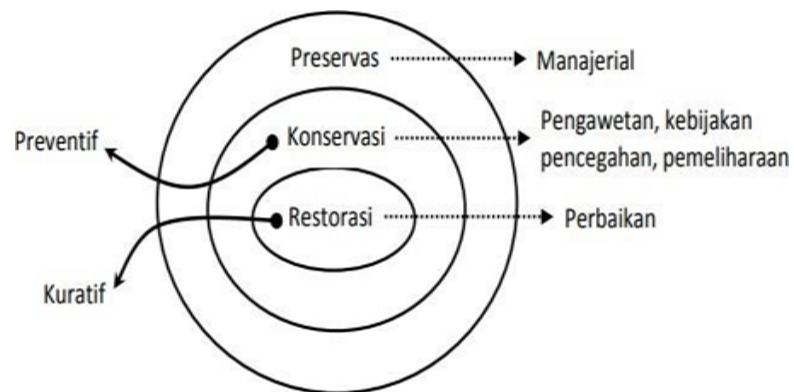 Preservas
Manajerial
Preventif
Konservasi
Pengawetan, kebijakan
pencegahan, pemeliharaan
Restorasi
Perbaikan
Kuratif